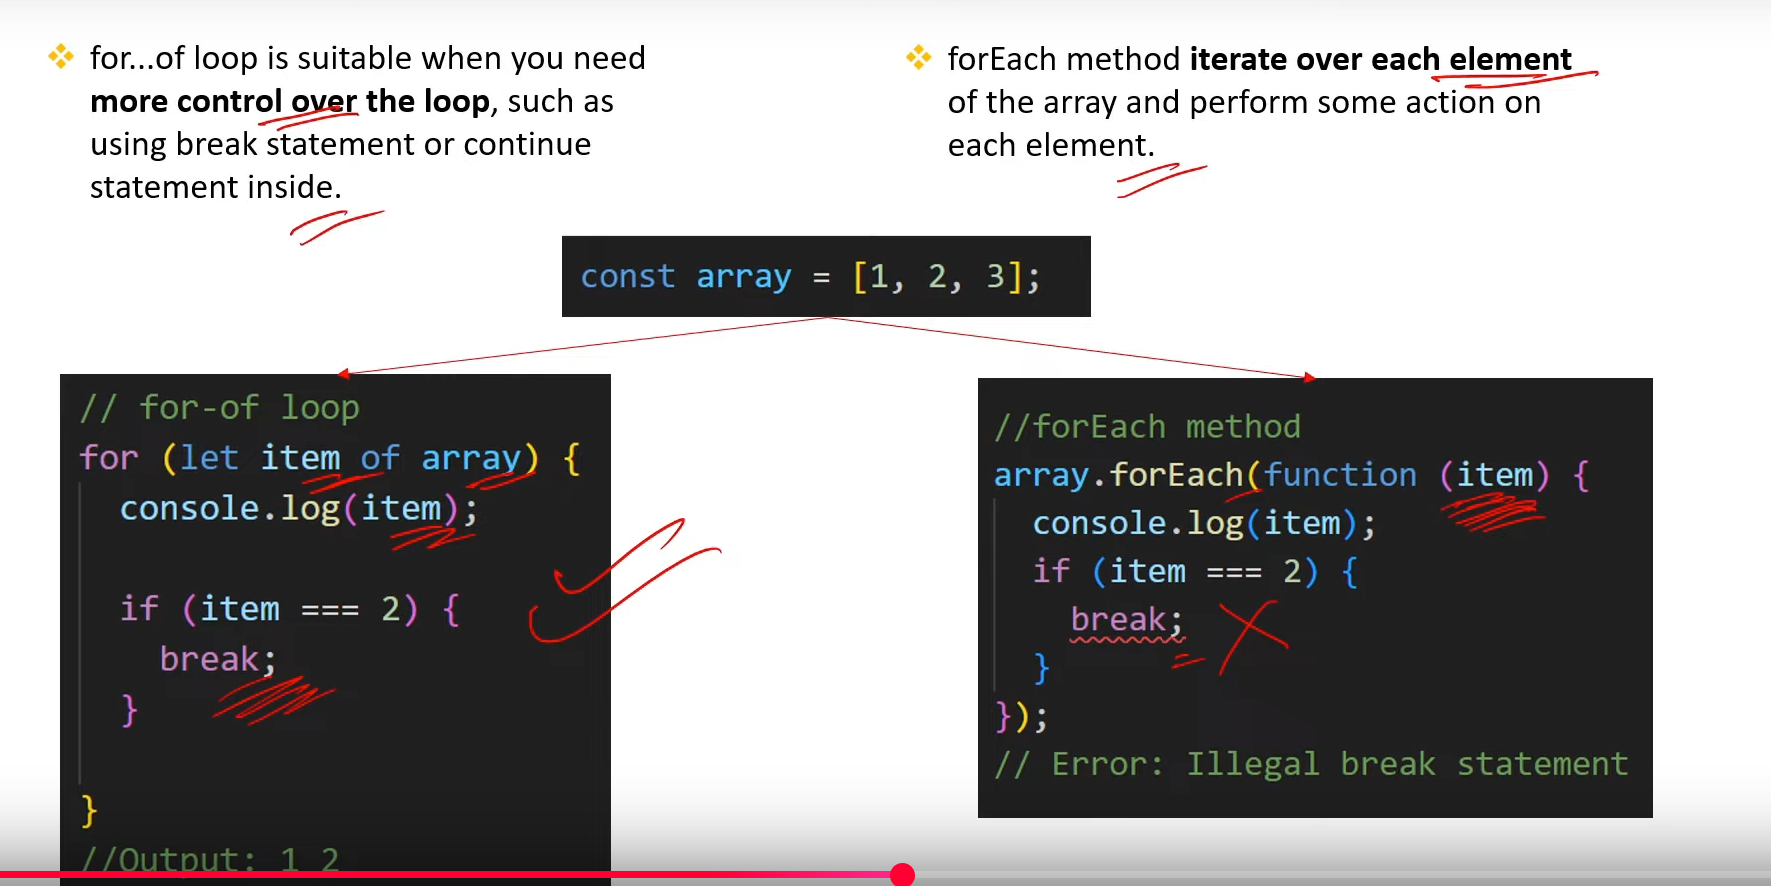 for...of loop is suitable when you need
more control over the loop, such as
using break statement or continue
statement inside.
forEach method iterate over each element
of the array and perform some action on
each element.
const array = [1, 2, 3];
// for-of loop
for (let item of array) {
console.log(item);
if (item === 2) {
break;
}
}
//Output: 1 2
//forEach method
array.forEach(function (item) {
console.log(item);
if (item === 2) {
break;
}
});
// Error: Illegal break statement